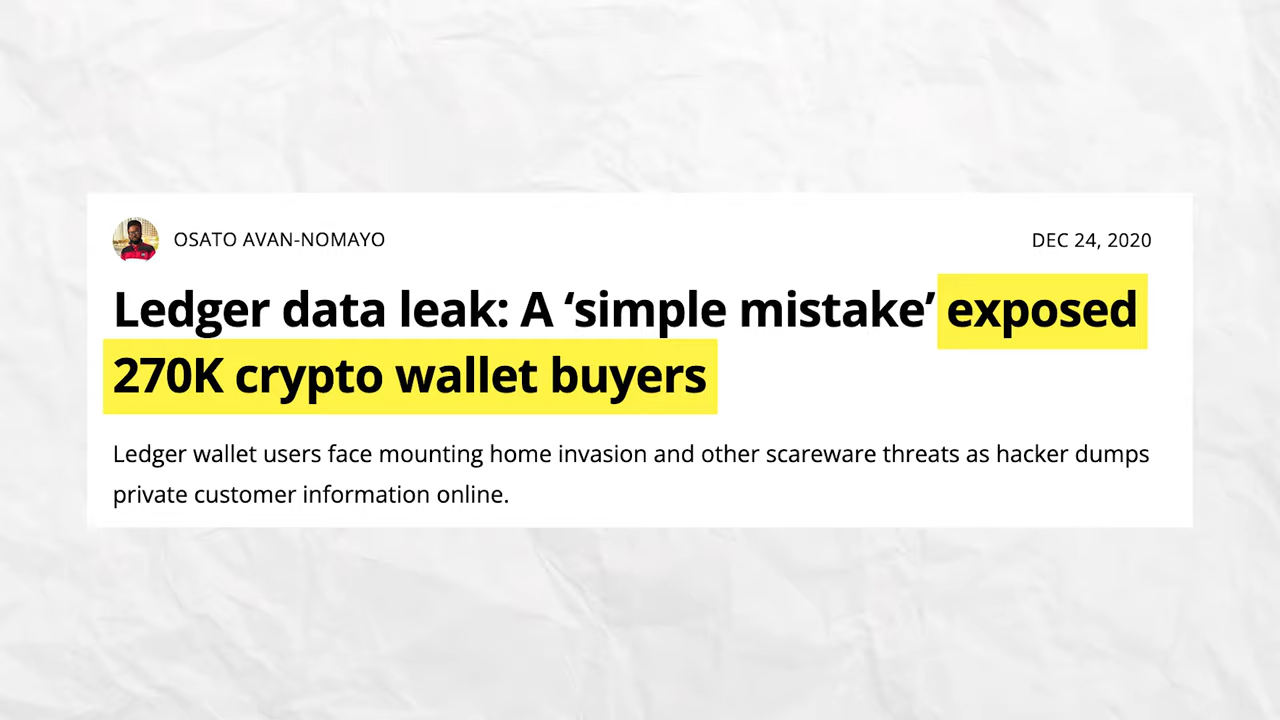 OSATO AVAN-NOMAYO
DEC 24, 2020
Ledger data leak: A ‘simple mistake’ exposed
270K crypto wallet buyers
Ledger wallet users face mounting home invasion and other scareware threats as hacker dumps
private customer information online.